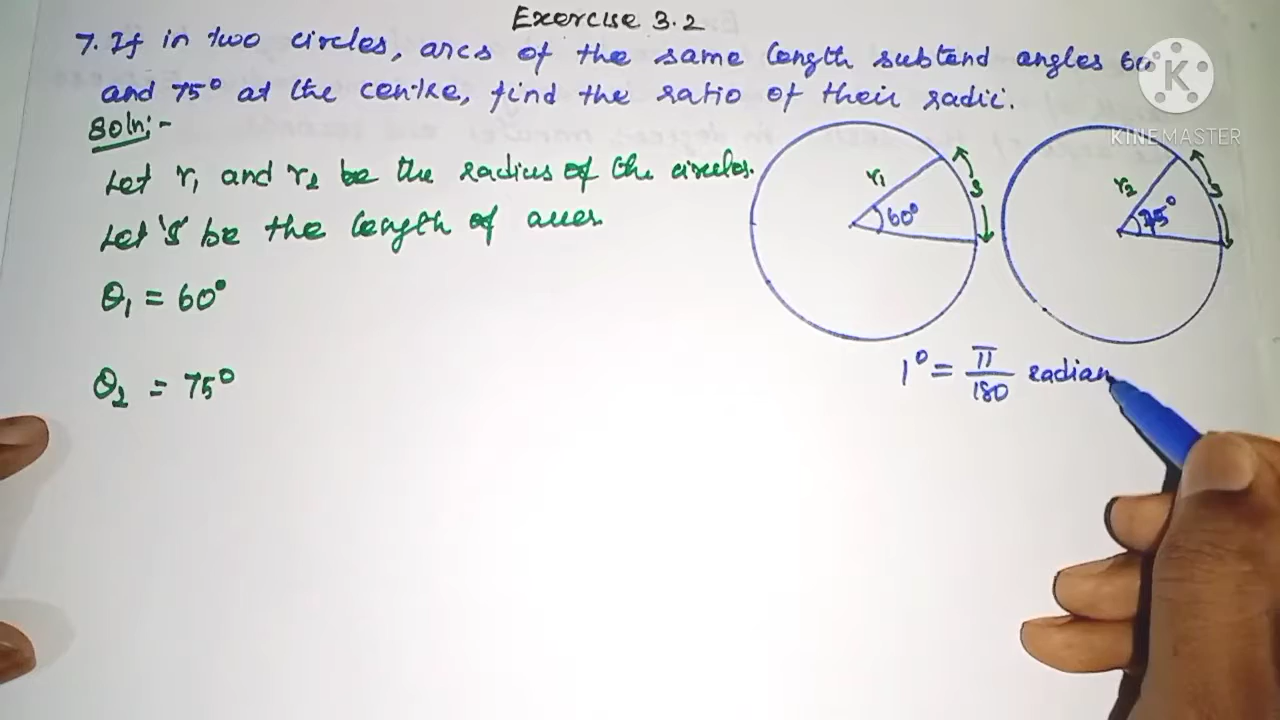 Exercise 3.2
7. If in two circles, arcs of the same length subtend angles 60°
and 75° at the centre, find the ratio of their radii.
Soln:-
Let r₁ and r₂ be the radius of the circles.
Let 'S' be the length of
θ₁ = 60°
θ₂ = 75°
r₁
60°
S
r₂
75°
S
1° = π/180 radian
K
KINEMASTER